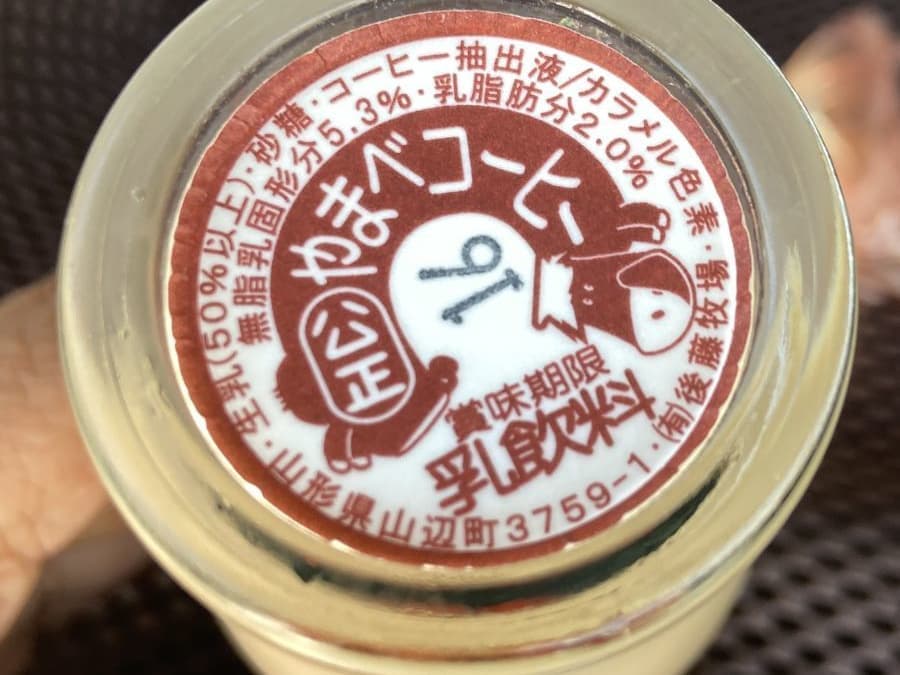 ・生乳(50%以上)・砂糖・コーヒー抽出液/カラメル色素・
無脂乳固形分5.3%・乳脂肪分2.0%
やまべコーヒー
公正
16
賞味期限
乳飲料
山形県山辺町3759-1・(有)後藤牧場・